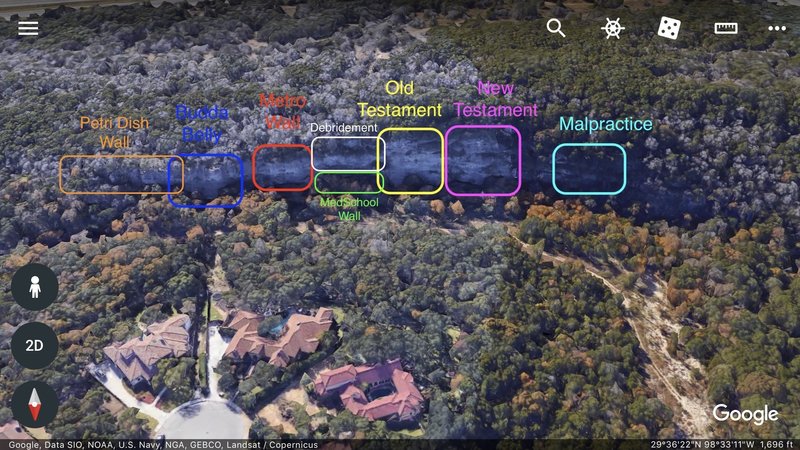 Old
Testament
New
Testament
Metro
Wall
Budda
Belly
Petri Dish
Wall
Debridement
Malpractice
MedSchool
Wall
2D
Google
Google, Data SIO, NOAA, U.S. Navy, NGA, GEBCO, Landsat / Copernicus
29°36'22"N 98°33'11"W 1,696 ft